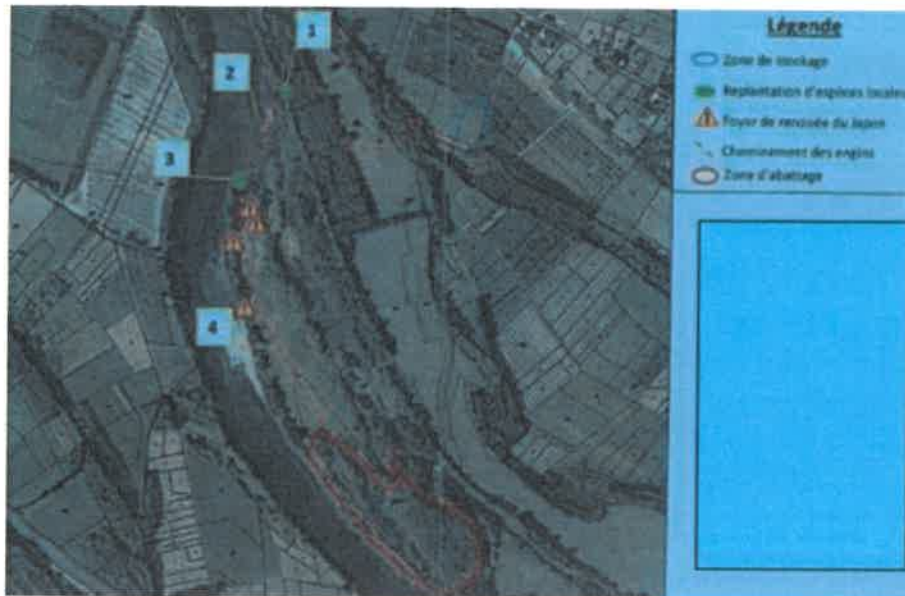 1
2
3
4
Légende
Zone de stockage
Replantation d'espèces locales
Foyer de renouée du Japon
Cheminement des engins
Zone d'abattage